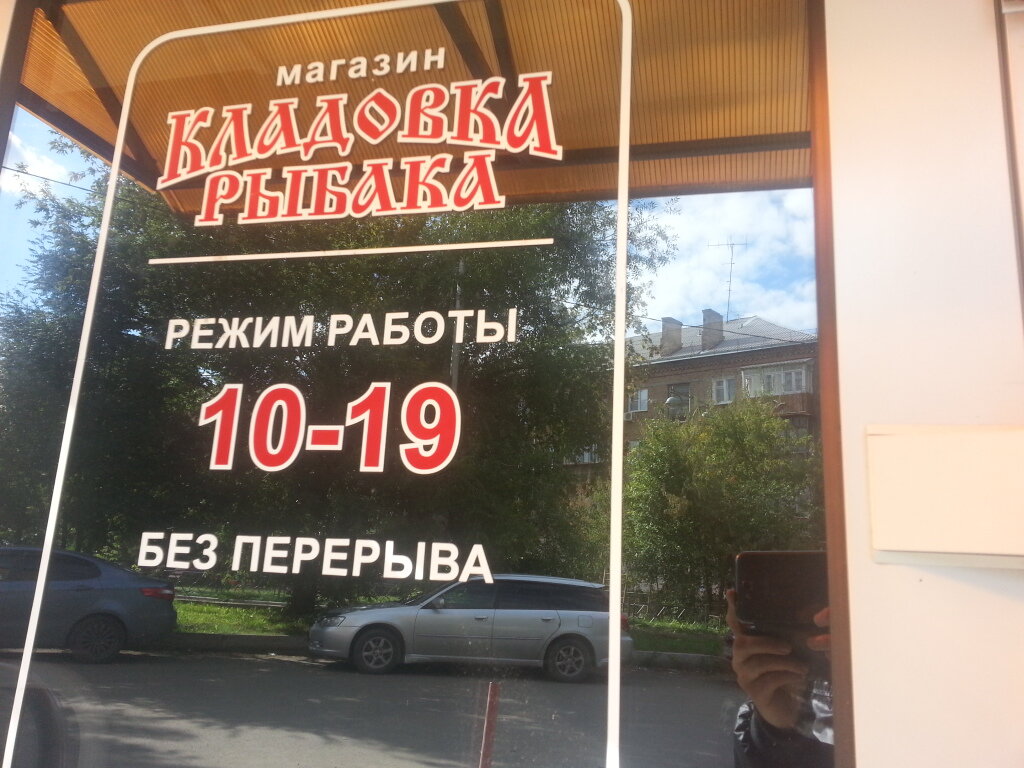 магазин
КЛАДОВКА
РЫБАКА
РЕЖИМ РАБОТЫ
10-19
БЕЗ ПЕРЕРЫВА